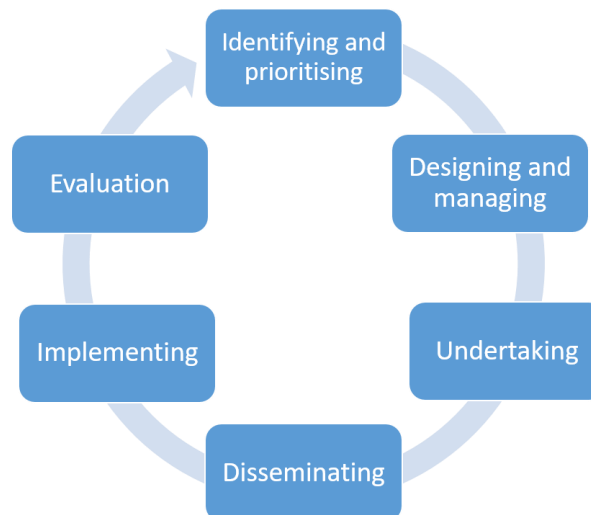 Identifying and
prioritising
Designing and
managing
Undertaking
Disseminating
Implementing
Evaluation